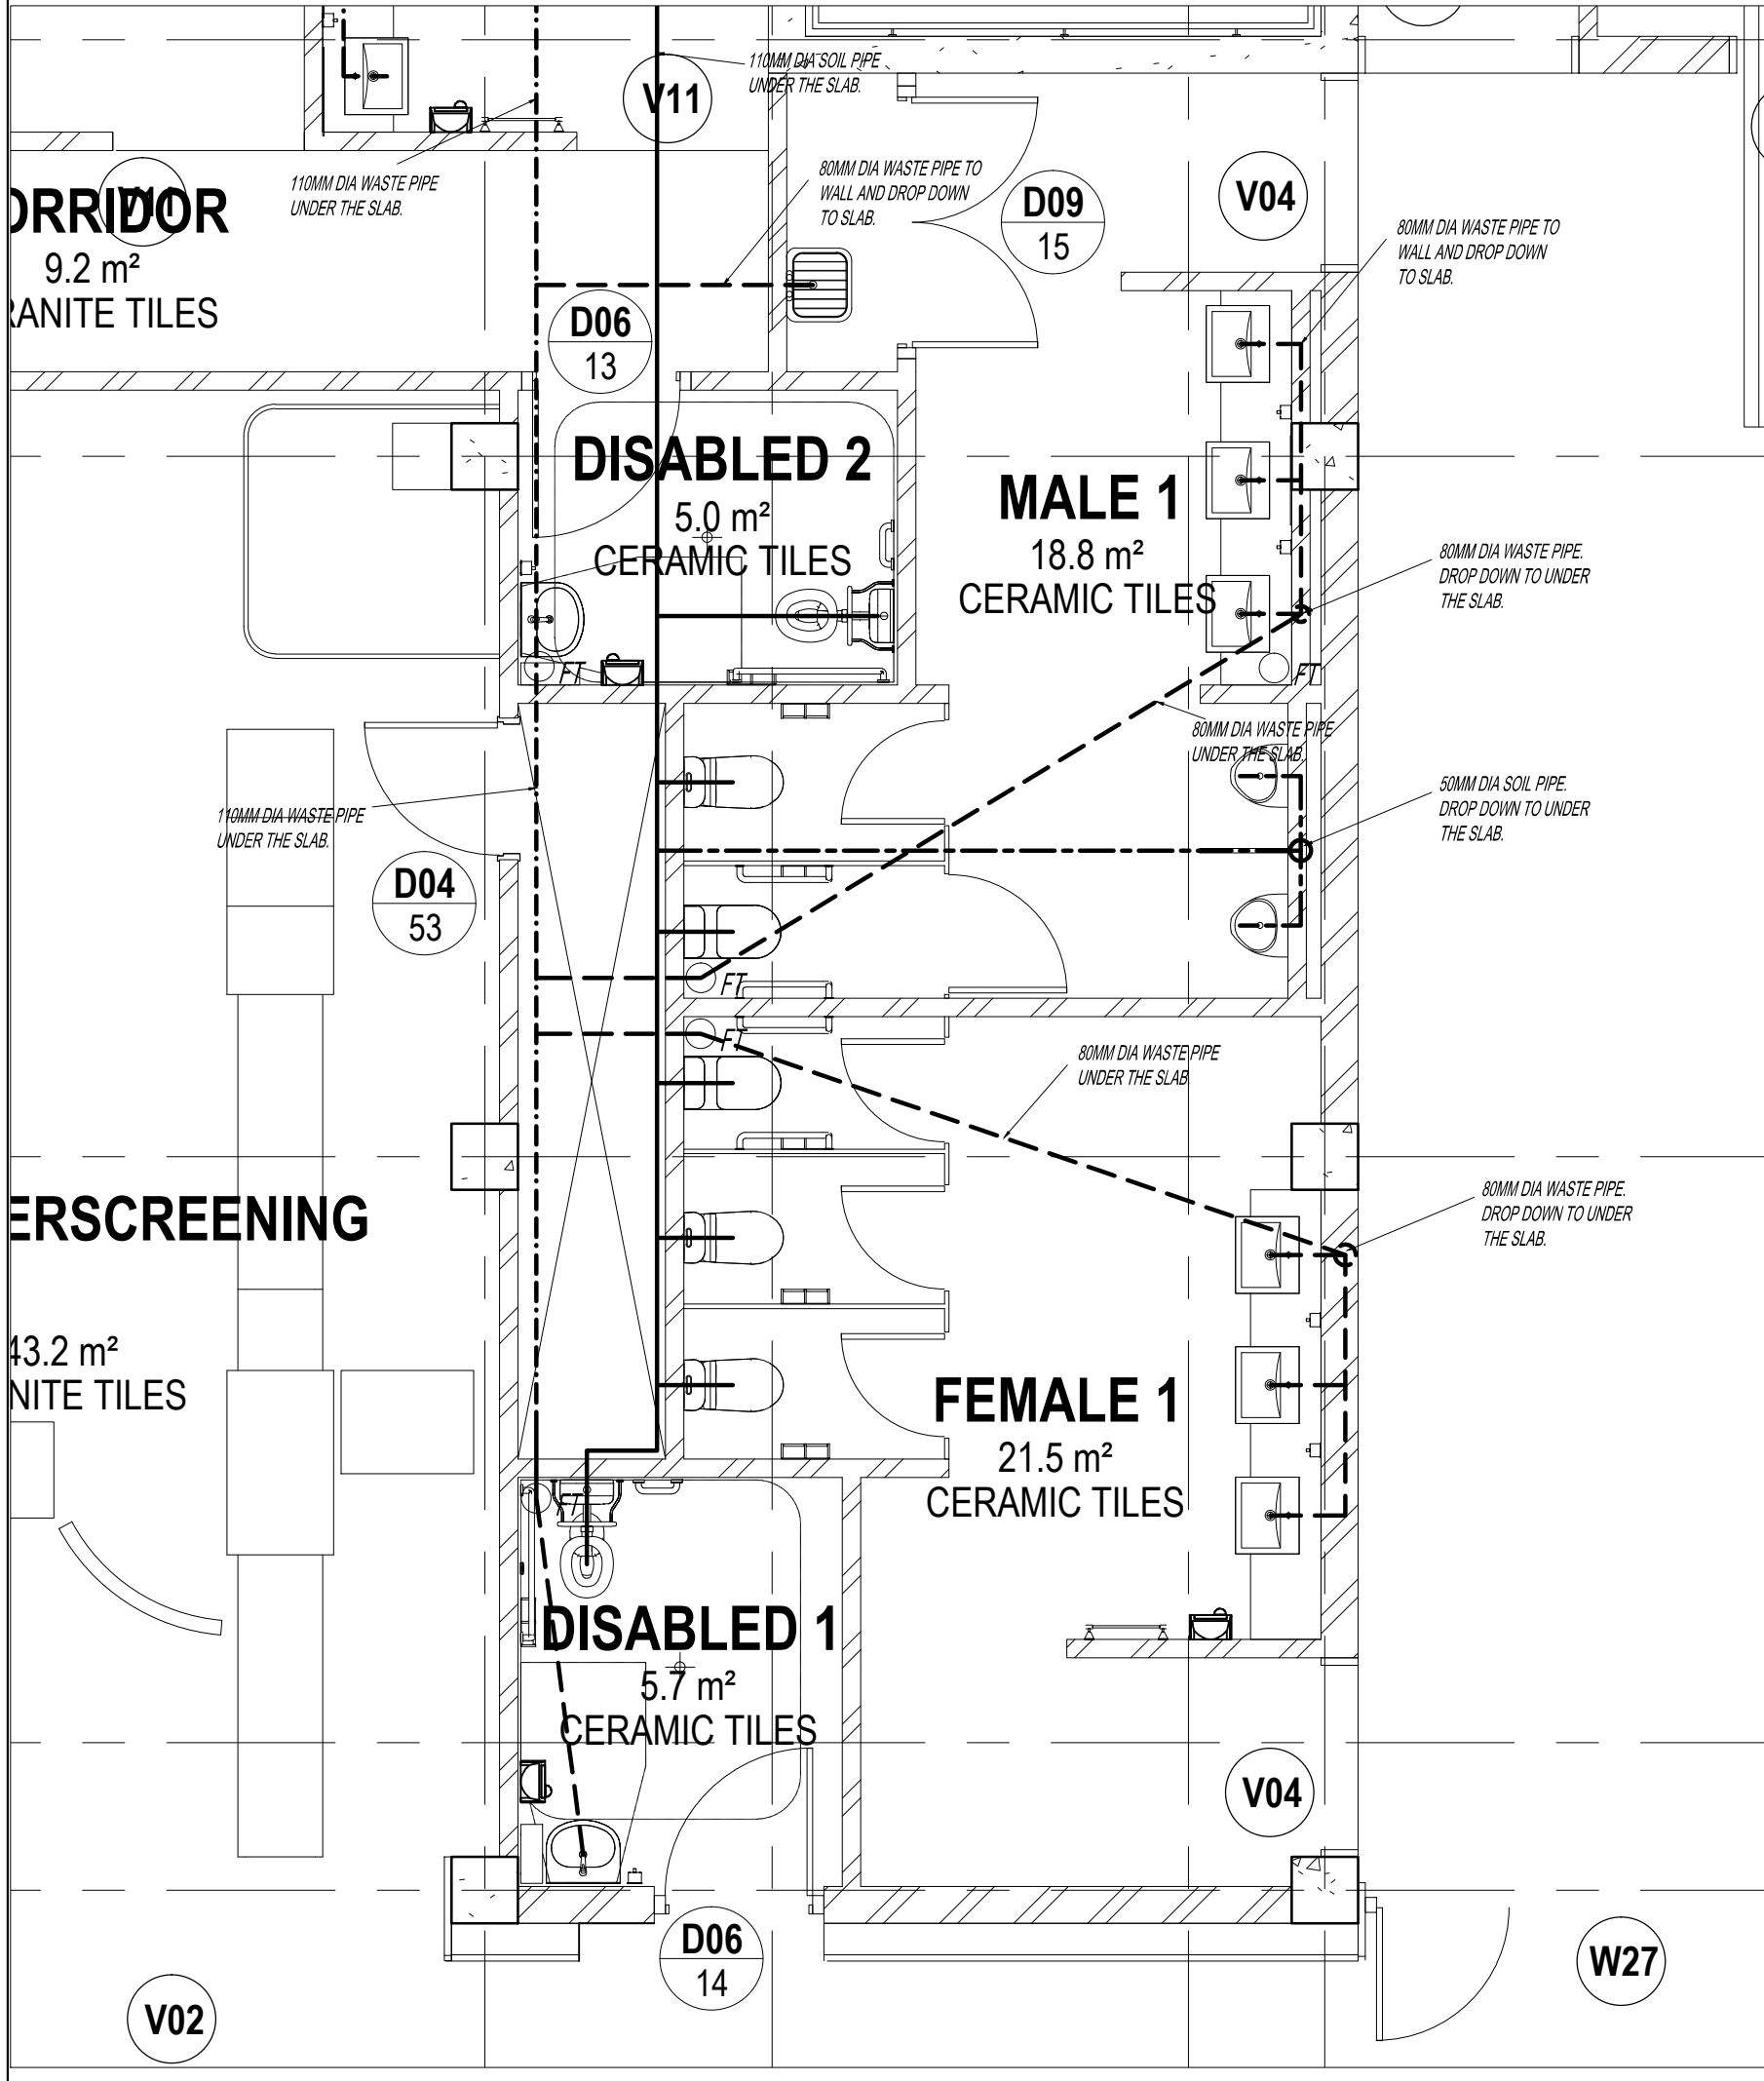 110MM DIA SOIL PIPE
UNDER THE SLAB.
V11
110MM DIA WASTE PIPE
UNDER THE SLAB.
80MM DIA WASTE PIPE TO
WALL AND DROP DOWN
TO SLAB.
D09
15
V04
80MM DIA WASTE PIPE TO
WALL AND DROP DOWN
TO SLAB.
V11
ORRIDOR
9.2 m²
RANITE TILES
D06
13
DISABLED 2
5.0 m²
CERAMIC TILES
MALE 1
18.8 m²
CERAMIC TILES
80MM DIA WASTE PIPE.
DROP DOWN TO UNDER
THE SLAB.
FT
FT
80MM DIA WASTE PIPE
UNDER THE SLAB.
50MM DIA SOIL PIPE.
DROP DOWN TO UNDER
THE SLAB.
110MM DIA WASTE PIPE
UNDER THE SLAB.
D04
53
FT
FT
80MM DIA WASTE PIPE
UNDER THE SLAB.
80MM DIA WASTE PIPE.
DROP DOWN TO UNDER
THE SLAB.
ERSCREENING
43.2 m²
NITE TILES
FEMALE 1
21.5 m²
CERAMIC TILES
FT
DISABLED 1
5.7 m²
CERAMIC TILES
V04
D06
14
W27
V02